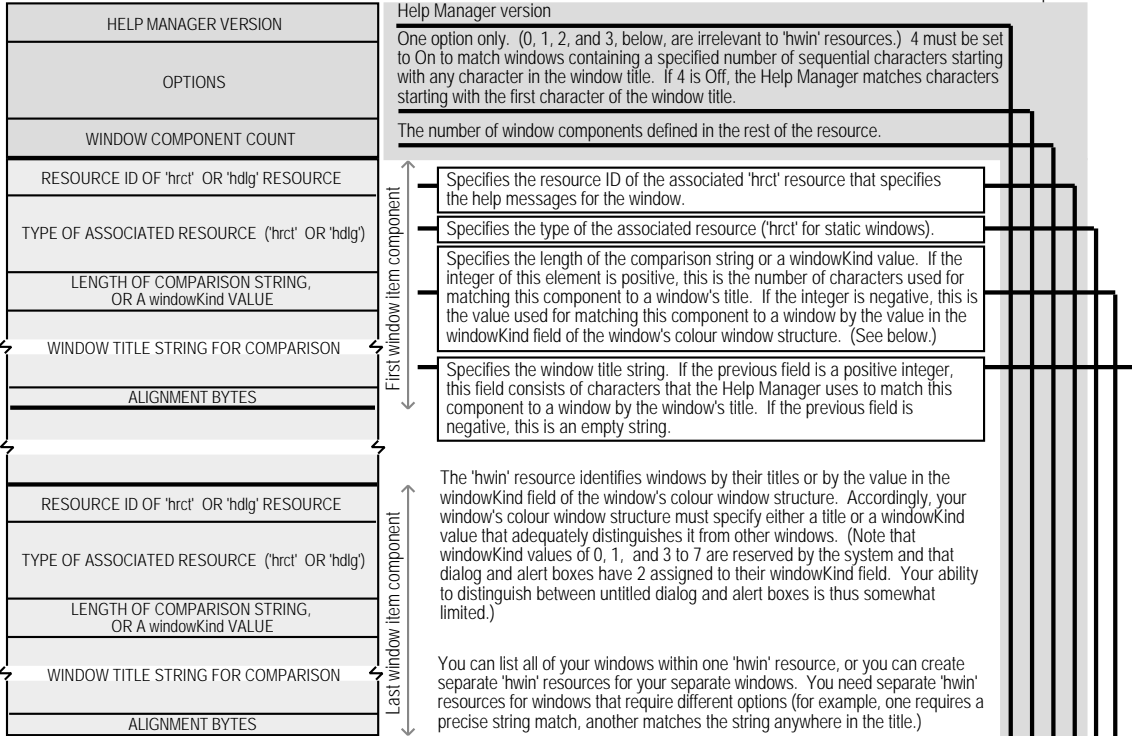 HELP MANAGER VERSION
OPTIONS
WINDOW COMPONENT COUNT
RESOURCE ID OF 'hrct' OR 'hdlg' RESOURCE
TYPE OF ASSOCIATED RESOURCE ('hrct' OR 'hdlg')
LENGTH OF COMPARISON STRING,
OR A windowKind VALUE
WINDOW TITLE STRING FOR COMPARISON
ALIGNMENT BYTES
RESOURCE ID OF 'hrct' OR 'hdlg' RESOURCE
TYPE OF ASSOCIATED RESOURCE ('hrct' OR 'hdlg')
LENGTH OF COMPARISON STRING,
OR A windowKind VALUE
WINDOW TITLE STRING FOR COMPARISON
ALIGNMENT BYTES
First window item component
Last window item component
Help Manager version
One option only. (0, 1, 2, and 3, below, are irrelevant to 'hwin' resources.) 4 must be set
to On to match windows containing a specified number of sequential characters starting
with any character in the window title. If 4 is Off, the Help Manager matches characters
starting with the first character of the window title.
The number of window components defined in the rest of the resource.
Specifies the resource ID of the associated 'hrct' resource that specifies
the help messages for the window.
Specifies the type of the associated resource ('hrct' for static windows).
Specifies the length of the comparison string or a windowKind value. If the
integer of this element is positive, this is the number of characters used for
matching this component to a window's title. If the integer is negative, this is
the value used for matching this component to a window by the value in the
windowKind field of the window's colour window structure. (See below.)
Specifies the window title string. If the previous field is a positive integer,
this field consists of characters that the Help Manager uses to match this
component to a window by the window's title. If the previous field is
negative, this is an empty string.
The 'hwin' resource identifies windows by their titles or by the value in the
windowKind field of the window's colour window structure. Accordingly, your
window's colour window structure must specify either a title or a windowKind
value that adequately distinguishes it from other windows. (Note that
windowKind values of 0, 1, and 3 to 7 are reserved by the system and that
dialog and alert boxes have 2 assigned to their windowKind field. Your ability
to distinguish between untitled dialog and alert boxes is thus somewhat
limited.)
You can list all of your windows within one 'hwin' resource, or you can create
separate 'hwin' resources for your separate windows. You need separate 'hwin'
resources for windows that require different options (for example, one requires a
precise string match, another matches the string anywhere in the title.)